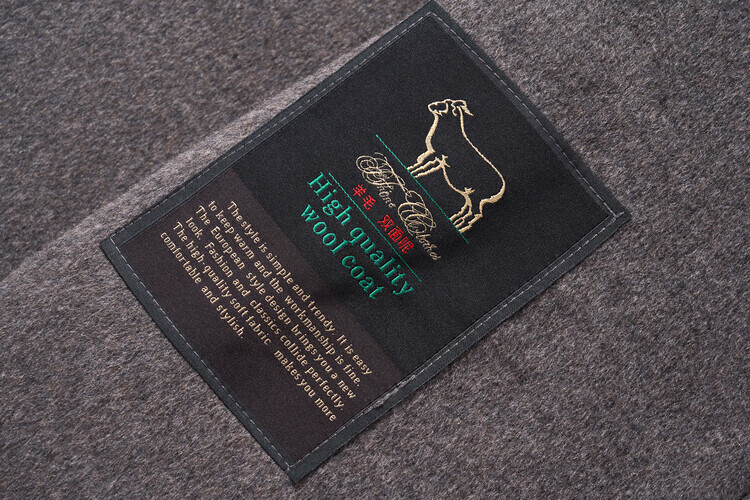 Fine Clothes
羊毛 双面呢
High quality
wool coat
The style is simple and trendy. It is easy
to keep warm and the workmanship is fine.
The European style design brings you a new
look. Fashion and classics collide perfectly.
The high-quality soft fabric makes you more
comfortable and stylish.